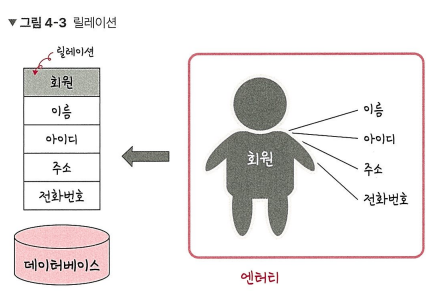 ▼ 그림 4-3 릴레이션
릴레이션
회원
이름
아이디
주소
전화번호
데이터베이스
회원
이름
아이디
주소
전화번호
엔터티